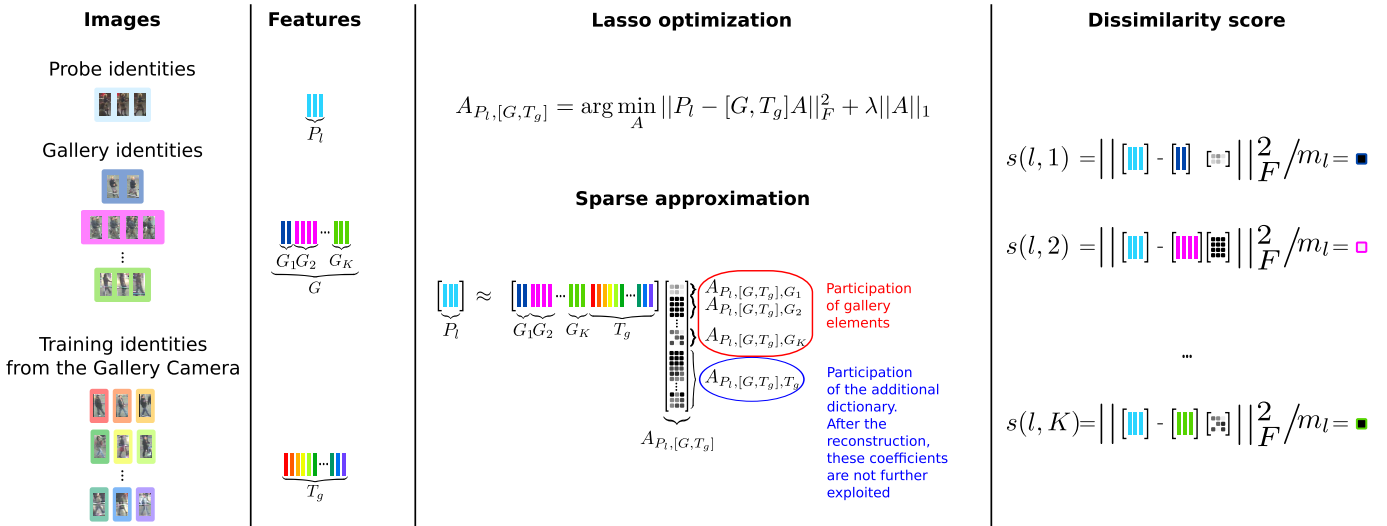 Images
Probe identities
Gallery identities
⋮
Training identities
from the Gallery Camera
⋮
Features
P_l
...
G_1 G_2 G_K
G
...
T_g
Lasso optimization
A_{P_l,[G,T_g]} = arg min_A ||P_l − [G,T_g]A||_F^2 + λ||A||_1
Sparse approximation
[ ] ≈ [ ... ... ] [ ]
P_l G_1 G_2 G_K T_g
A_{P_l,[G,T_g]}
A_{P_l,[G,T_g],G_1}
A_{P_l,[G,T_g],G_2}
A_{P_l,[G,T_g],G_K}
A_{P_l,[G,T_g],T_g}
Participation
of gallery
elements
Participation
of the additional
dictionary.
After the
reconstruction,
these coefficients
are not further
exploited
Dissimilarity score
s(l, 1) = ||[ ] - [ ] [ ]||_F^2/m_l =
s(l, 2) = ||[ ] - [ ][ ]||_F^2/m_l =
...
s(l, K) = ||[ ] - [ ] [ ]||_F^2/m_l =